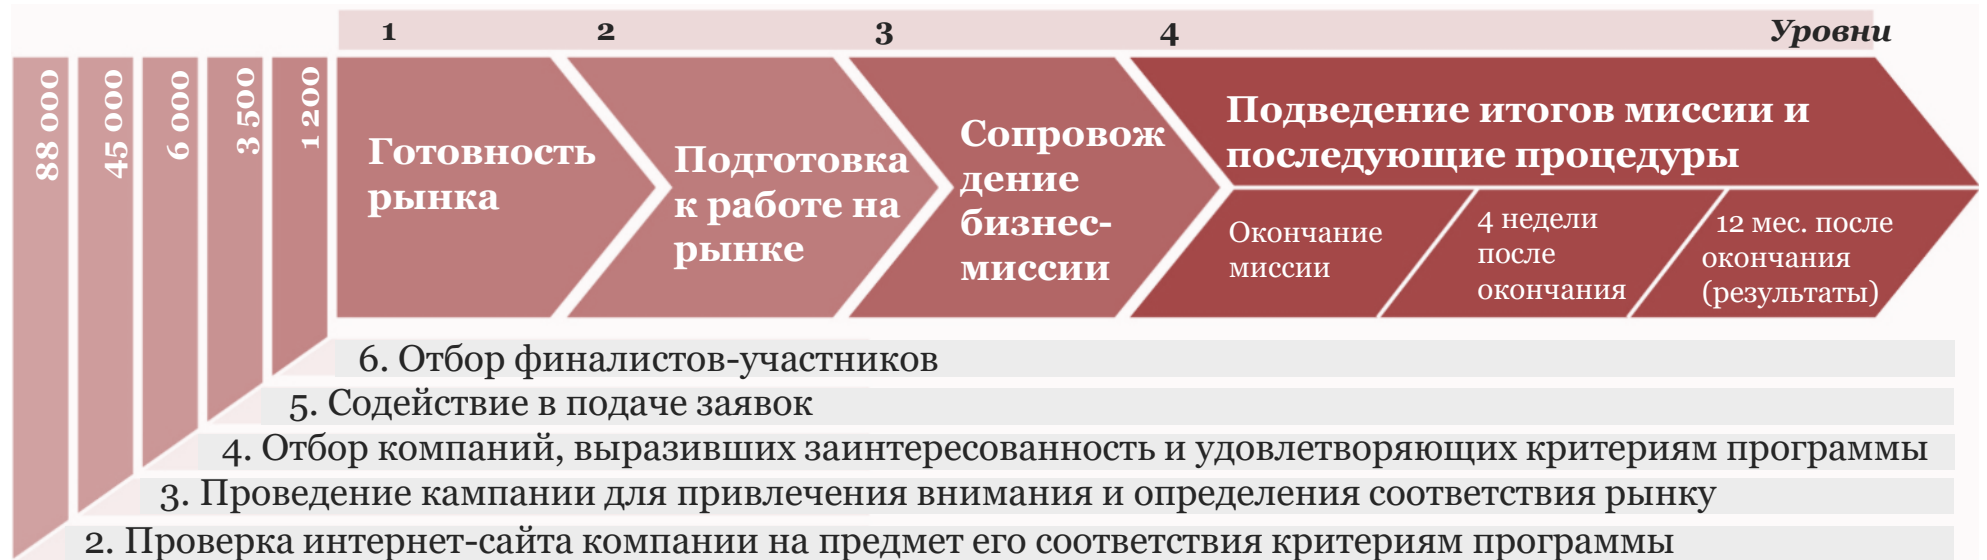 1 2 3 4 Уровни
88 000
45 000
6 000
3 500
1 200
Готовность
рынка
Подготовка
к работе на
рынке
Сопровож
дение
бизнес-
миссии
Подведение итогов миссии и
последующие процедуры
Окончание
миссии
4 недели
после
окончания
12 мес. после
окончания
(результаты)
6. Отбор финалистов-участников
5. Содействие в подаче заявок
4. Отбор компаний, выразивших заинтересованность и удовлетворяющих критериям программы
3. Проведение кампании для привлечения внимания и определения соответствия рынку
2. Проверка интернет-сайта компании на предмет его соответствия критериям программы